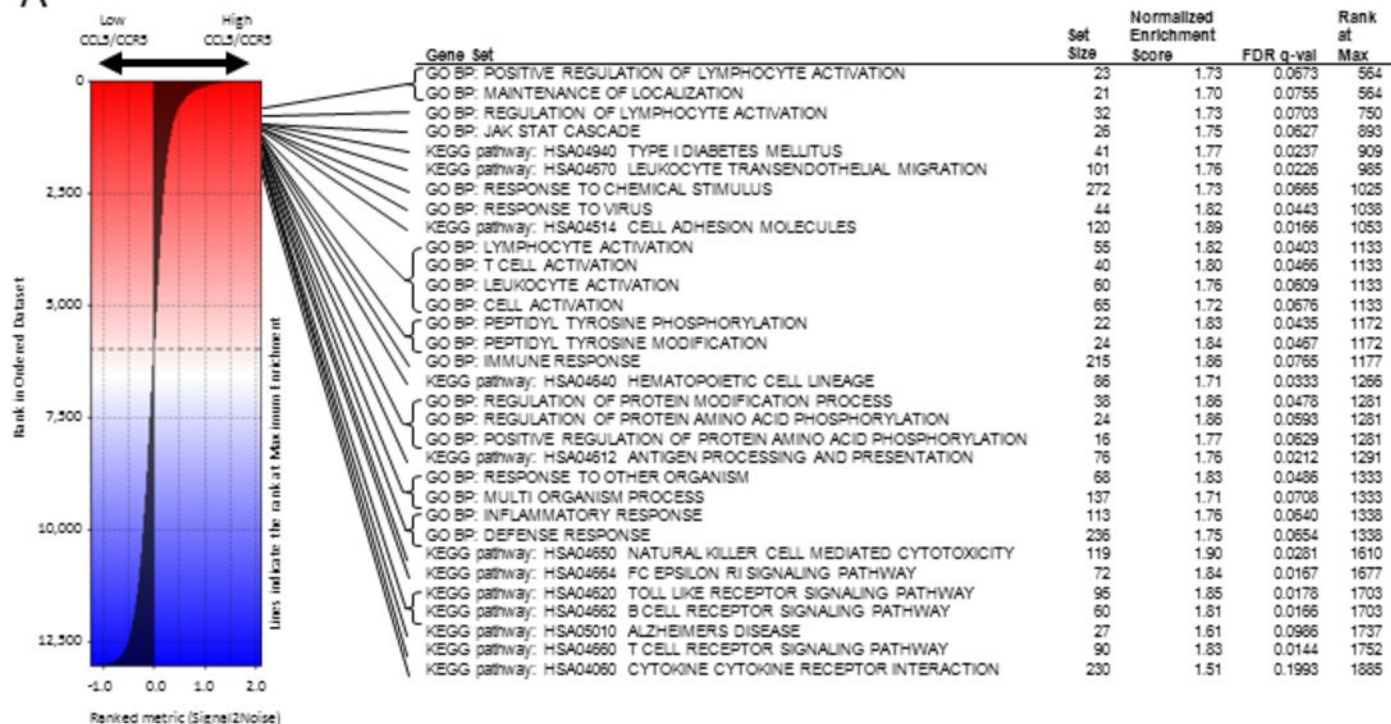 A
Low High
CCL5/CCR5 CCL5/CCR5
Gene Set Set Size Normalized Enrichment Score FDR q-val Rank at Max
GO BP: POSITIVE REGULATION OF LYMPHOCYTE ACTIVATION 23 1.73 0.0673 564
GO BP: MAINTENANCE OF LOCALIZATION 21 1.70 0.0755 564
GO BP: REGULATION OF LYMPHOCYTE ACTIVATION 32 1.73 0.0703 750
GO BP: JAK STAT CASCADE 26 1.75 0.0627 893
KEGG pathway: HSA04940 TYPE I DIABETES MELLITUS 41 1.77 0.0237 909
KEGG pathway: HSA04670 LEUKOCYTE TRANSENDOTHELIAL MIGRATION 101 1.76 0.0226 985
GO BP: RESPONSE TO CHEMICAL STIMULUS 272 1.73 0.0665 1025
GO BP: RESPONSE TO VIRUS 44 1.82 0.0443 1038
KEGG pathway: HSA04514 CELL ADHESION MOLECULES 120 1.89 0.0166 1053
GO BP: LYMPHOCYTE ACTIVATION 55 1.82 0.0403 1133
GO BP: T CELL ACTIVATION 40 1.80 0.0466 1133
GO BP: LEUKOCYTE ACTIVATION 60 1.76 0.0609 1133
GO BP: CELL ACTIVATION 65 1.72 0.0676 1133
GO BP: PEPTIDYL TYROSINE PHOSPHORYLATION 22 1.83 0.0435 1172
GO BP: PEPTIDYL TYROSINE MODIFICATION 24 1.84 0.0467 1172
GO BP: IMMUNE RESPONSE 215 1.86 0.0765 1177
KEGG pathway: HSA04640 HEMATOPOIETIC CELL LINEAGE 86 1.71 0.0333 1266
GO BP: REGULATION OF PROTEIN MODIFICATION PROCESS 38 1.86 0.0478 1281
GO BP: REGULATION OF PROTEIN AMINO ACID PHOSPHORYLATION 24 1.86 0.0593 1281
GO BP: POSITIVE REGULATION OF PROTEIN AMINO ACID PHOSPHORYLATION 16 1.77 0.0629 1281
KEGG pathway: HSA04612 ANTIGEN PROCESSING AND PRESENTATION 76 1.76 0.0212 1291
GO BP: RESPONSE TO OTHER ORGANISM 68 1.83 0.0486 1333
GO BP: MULTI ORGANISM PROCESS 137 1.71 0.0708 1333
GO BP: INFLAMMATORY RESPONSE 113 1.76 0.0640 1338
GO BP: DEFENSE RESPONSE 236 1.75 0.0654 1338
KEGG pathway: HSA04650 NATURAL KILLER CELL MEDIATED CYTOTOXICITY 119 1.90 0.0281 1610
KEGG pathway: HSA04664 FC EPSILON RI SIGNALING PATHWAY 72 1.84 0.0167 1677
KEGG pathway: HSA04620 TOLL LIKE RECEPTOR SIGNALING PATHWAY 95 1.85 0.0178 1703
KEGG pathway: HSA04662 B CELL RECEPTOR SIGNALING PATHWAY 60 1.81 0.0166 1703
KEGG pathway: HSA05010 ALZHEIMERS DISEASE 27 1.61 0.0986 1737
KEGG pathway: HSA04660 T CELL RECEPTOR SIGNALING PATHWAY 90 1.83 0.0144 1752
KEGG pathway: HSA04060 CYTOKINE CYTOKINE RECEPTOR INTERACTION 230 1.51 0.1993 1885
0
2,500
5,000
7,500
10,000
12,500
Rank in Ordered Dataset
Lines indicate the rank at Maximum Enrichment
-1.0 0.0 1.0 2.0
Ranked metric (Signal2Noise)